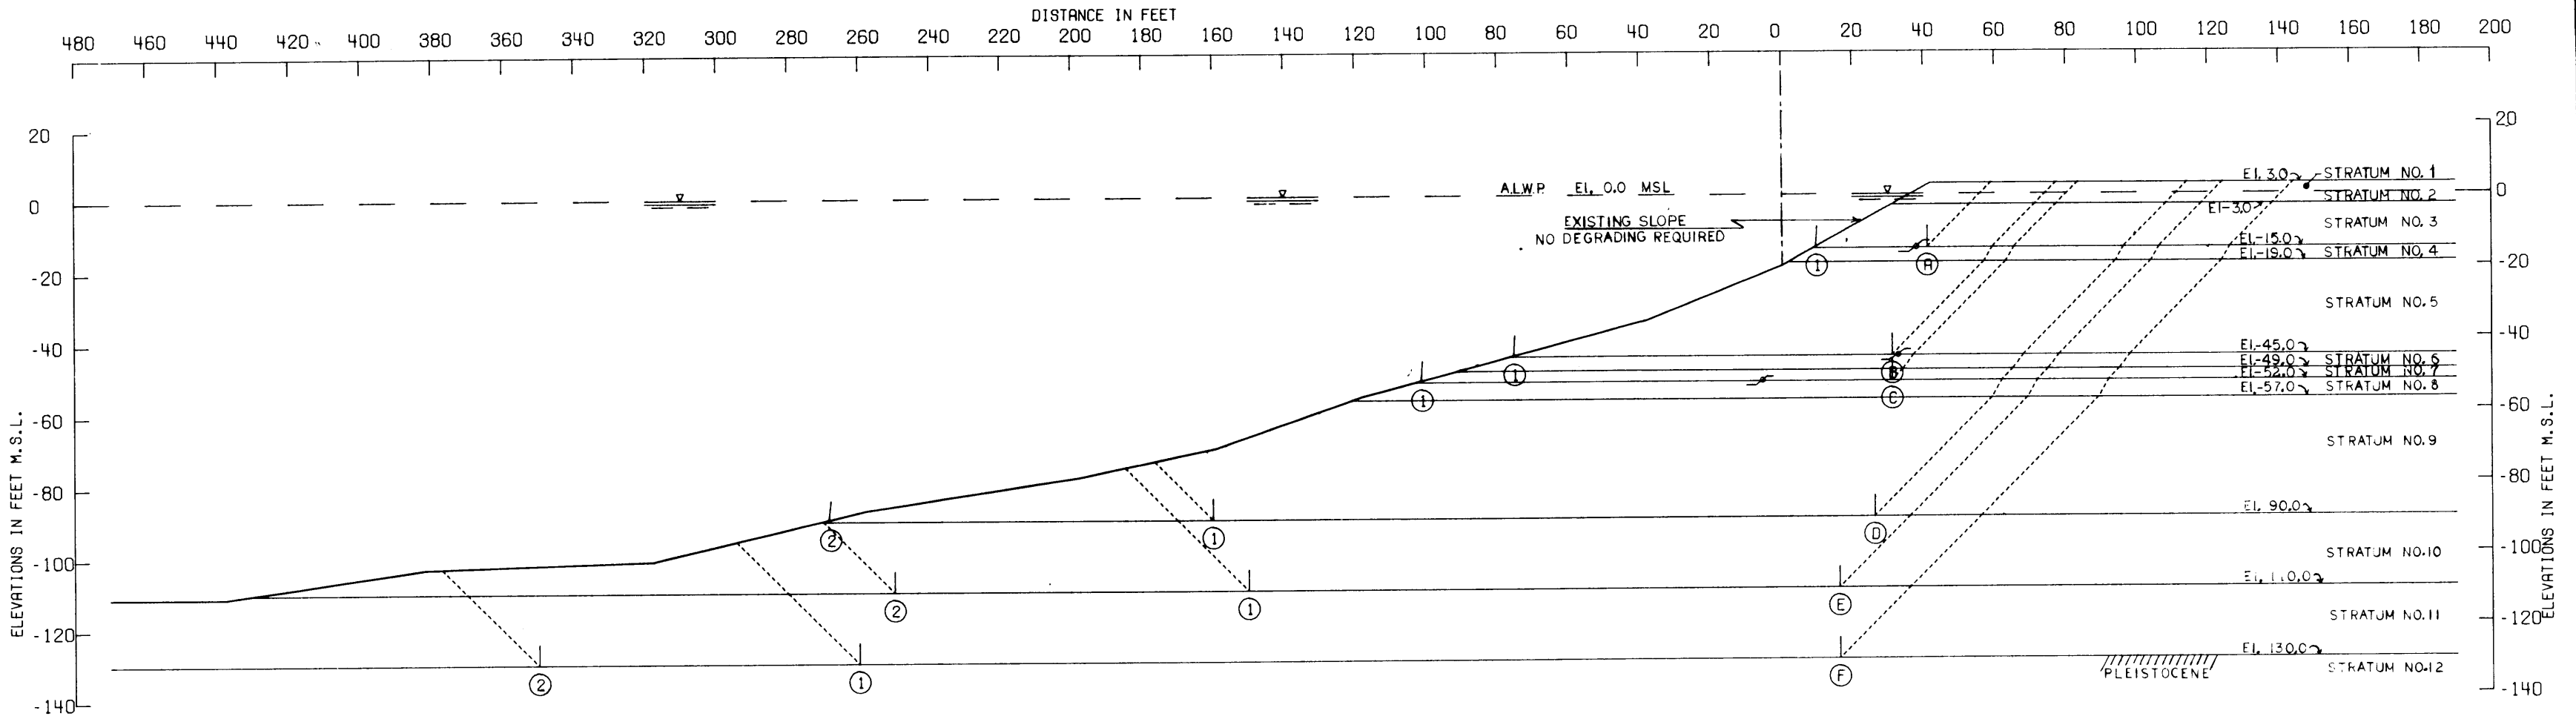 DISTANCE IN FEET
480 460 440 420 400 380 360 340 320 300 280 260 240 220 200 180 160 140 120 100 80 60 40 20 0 20 40 60 80 100 120 140 160 180 200
20
0
-20
-40
-60
-80
-100
-120
-140
ELEVATIONS IN FEET M.S.L.
A.L.W.P. El. 0.0 MSL
EXISTING SLOPE
NO DEGRADING REQUIRED
El. 3.0 STRATUM NO. 1
STRATUM NO. 2
El-3.0
STRATUM NO. 3
El.-15.0
El.-19.0 STRATUM NO. 4
STRATUM NO. 5
El.-45.0
El.-49.0 STRATUM NO. 6
El.-52.0 STRATUM NO. 7
El.-57.0 STRATUM NO. 8
STRATUM NO. 9
El. 90.0
STRATUM NO.10
El. 110.0
STRATUM NO.11
El. 130.0
STRATUM NO.12
PLEISTOCENE
1 A
1 B
1 C
2 1 D
2 1 E
2 1 F
20
0
-20
-40
-60
-80
-100
-120
-140
ELEVATIONS IN FEET M.S.L.